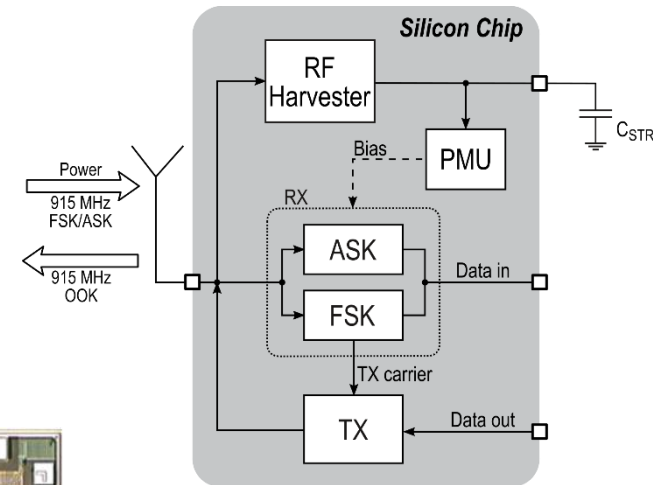 Silicon Chip
RF
Harvester
C_STR
Power
915 MHz
FSK/ASK
915 MHz
OOK
Bias
PMU
RX
ASK
FSK
Data in
TX carrier
TX
Data out